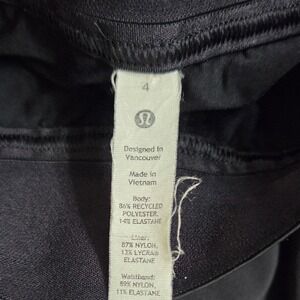 4
Designed in
Vancouver
Made in
Vietnam
Body:
86% RECYCLED
POLYESTER,
14% ELASTANE
Liner:
87% NYLON,
13% LYCRA®
ELASTANE
Waistband:
89% NYLON,
11% ELASTANE